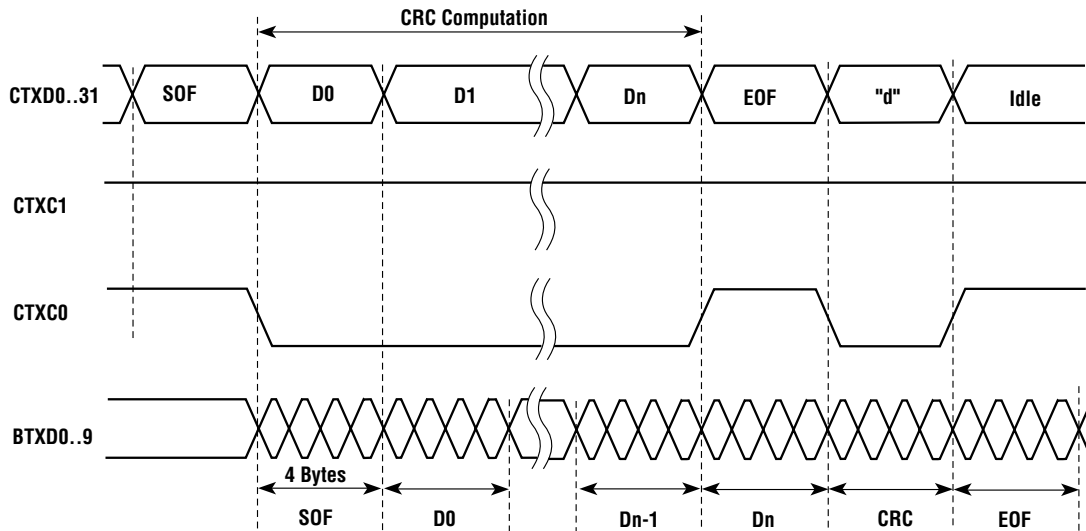 CRC Computation
CTXD0..31 SOF D0 D1 Dn EOF "d" Idle
CTXC1
CTXC0
BTXD0..9
4 Bytes
SOF D0 Dn-1 Dn CRC EOF